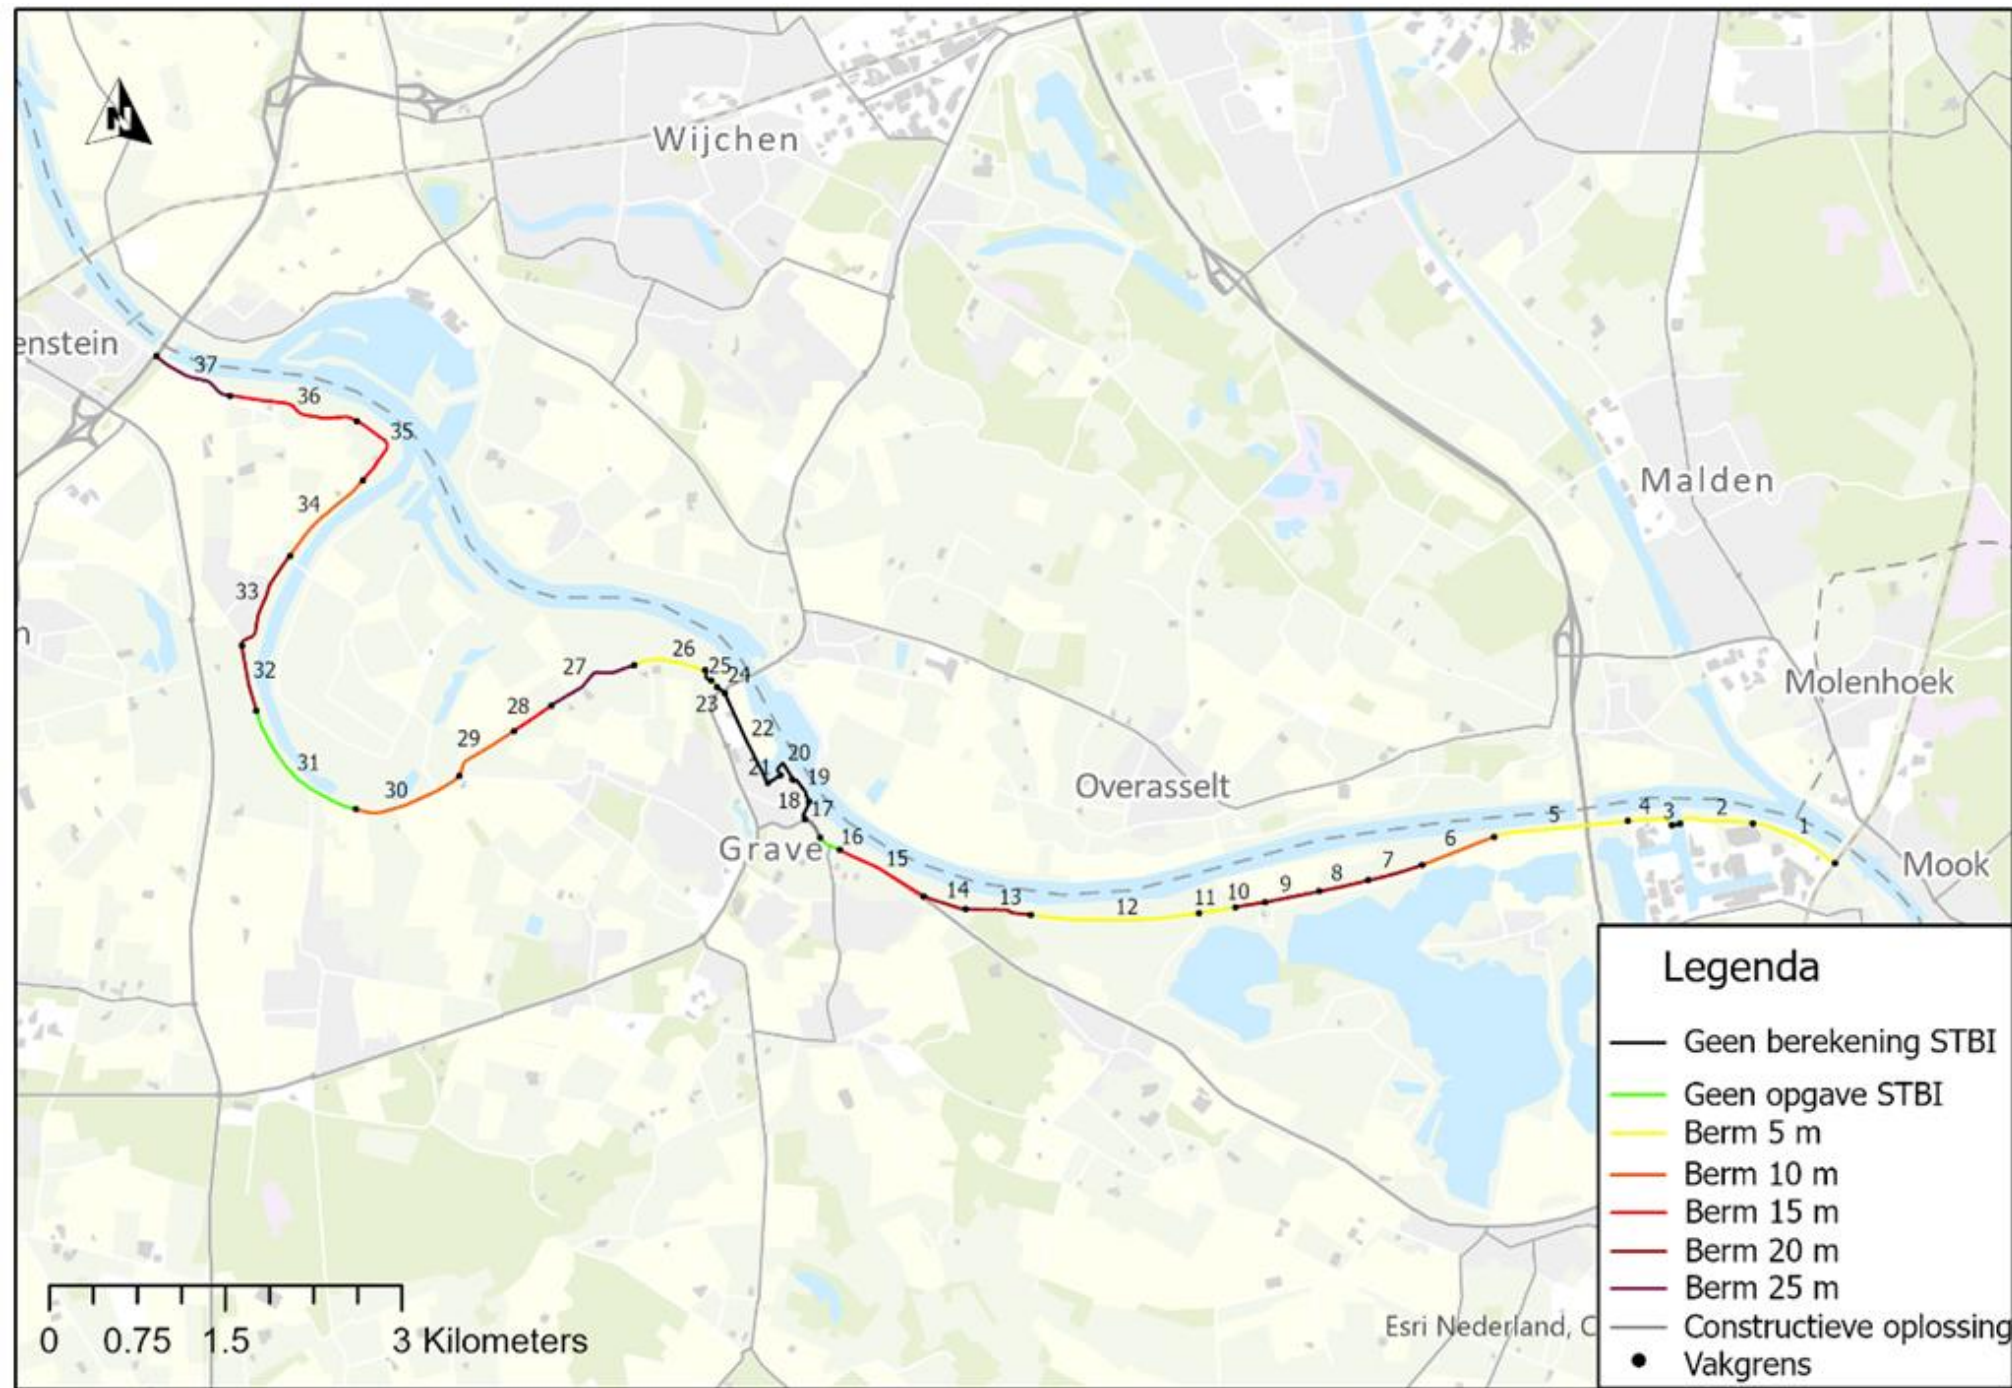 N
Wijchen
enstein
37
36
35
34
Malden
33
n
32
26
25
24
27
23
Molenhoek
28
22
29
20
31
21
19
Overasselt
30
18
17
5
4
3
2
1
6
Grave
16
15
7
Mook
8
9
14
13
12
11
10
Legenda
Geen berekening STBI
Geen opgave STBI
Berm 5 m
Berm 10 m
Berm 15 m
Berm 20 m
Berm 25 m
Constructieve oplossing
Vakgrens
0 0.75 1.5 3 Kilometers
Esri Nederland, C